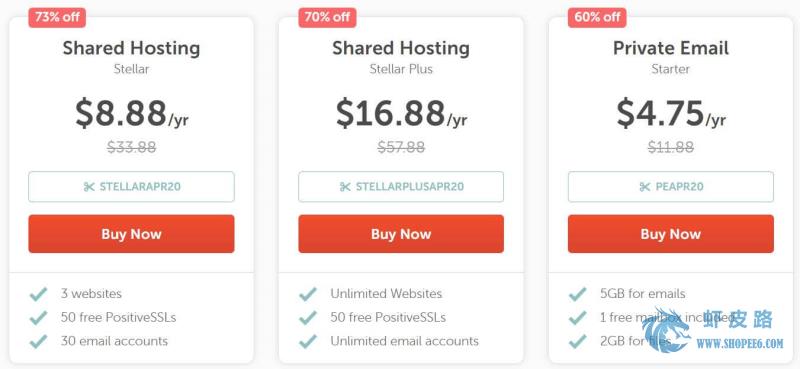 73% off
Shared Hosting
Stellar
$8.88/yr
$33.88
STELLARAPR20
Buy Now
3 websites
50 free PositiveSSLs
30 email accounts
70% off
Shared Hosting
Stellar Plus
$16.88/yr
$57.88
STELLARPLUSAPR20
Buy Now
Unlimited Websites
50 free PositiveSSLs
Unlimited email accounts
60% off
Private Email
Starter
$4.75/yr
$11.88
PEAPR20
Buy Now
5GB for emails
1 free mailbox included
2GB for files
虾皮路
WWW.SHOPEE6.COM